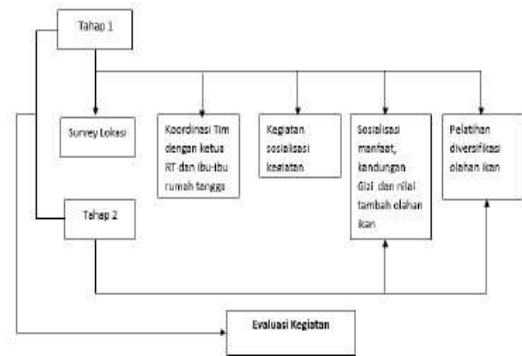 Tahap 1
Survey Lokasi
Koordinasi Tim
dengan ketua
RT dan ibu-ibu
rumah tangga
Kegiatan
sosialisasi
kegiatan
Sosialisasi
manfaat,
kandungan
Gizi dan nilai
tambah olahan
ikan
Pelatihan
diversifikasi
olahan ikan
Tahap 2
Evaluasi Kegiatan